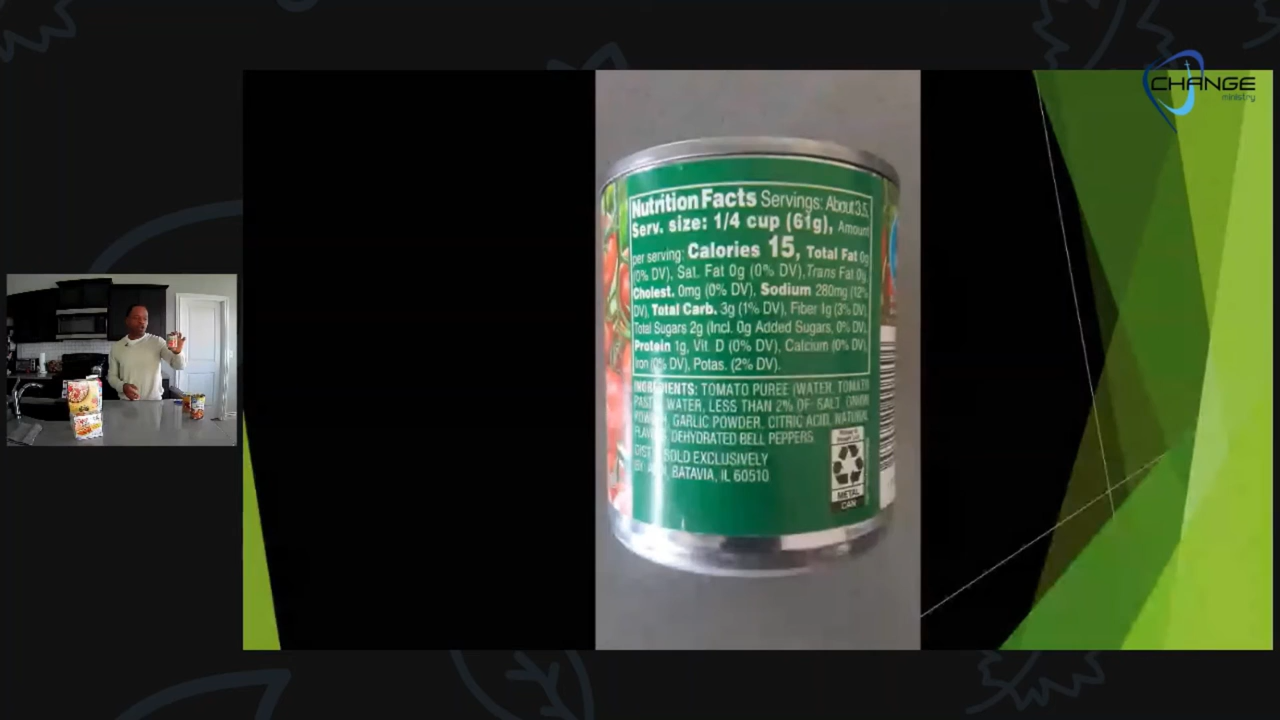 CHANGE
ministry
Nutrition Facts Servings: About 3.5,
Serv. size: 1/4 cup (61g), Amount
per serving: Calories 15, Total Fat 0g
(0% DV), Sat. Fat 0g (0% DV), Trans Fat 0g,
Cholest. 0mg (0% DV), Sodium 280mg (12%
DV), Total Carb. 3g (1% DV), Fiber 1g (3% DV),
Total Sugars 2g (Incl. 0g Added Sugars, 0% DV),
Protein 1g, Vit. D (0% DV), Calcium (0% DV),
Iron (0% DV), Potas. (2% DV).
INGREDIENTS: TOMATO PUREE (WATER, TOMATO
PASTE), WATER, LESS THAN 2% OF: SALT, ONION
POWDER, GARLIC POWDER, CITRIC ACID, NATURAL
FLAVOR, DEHYDRATED BELL PEPPERS.
SOLD EXCLUSIVELY
BY BATAVIA, IL 60510
METAL
CAN